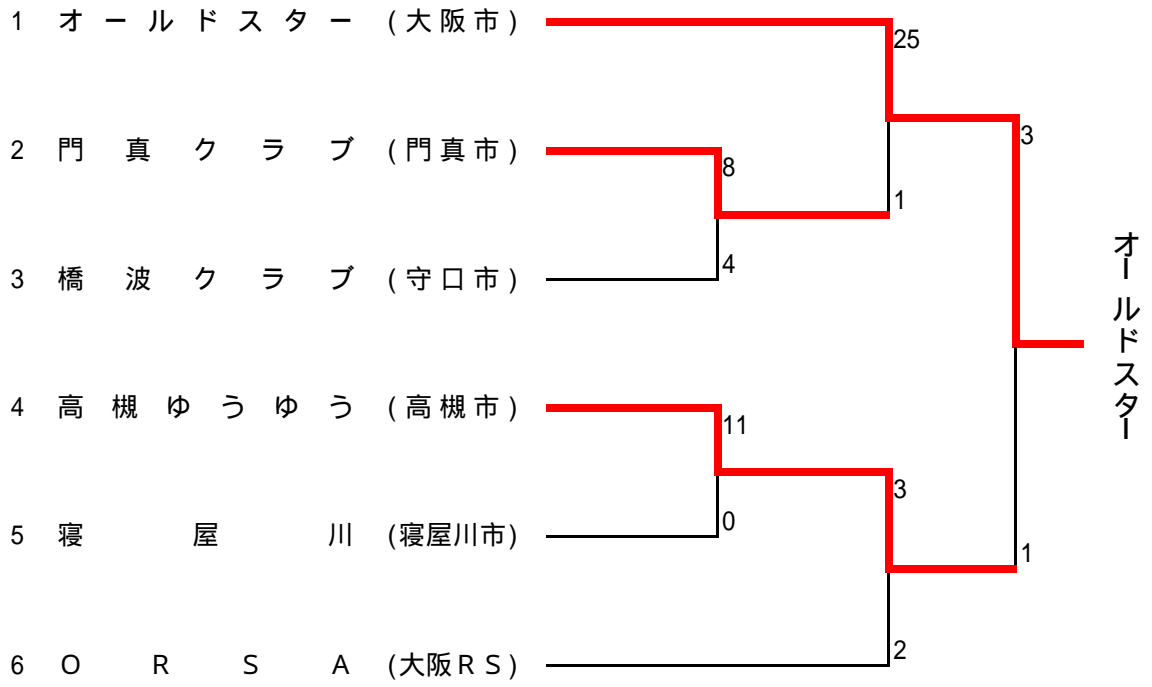 1 オールドスター (大阪市)
25
3
2 門真クラブ (門真市)
8
1
3 橋波クラブ (守口市)
4
オールドスター
4 高槻ゆうゆう (高槻市)
11
3
5 寝屋川 (寝屋川市)
0
1
6 ＯＲＳＡ (大阪ＲＳ)
2